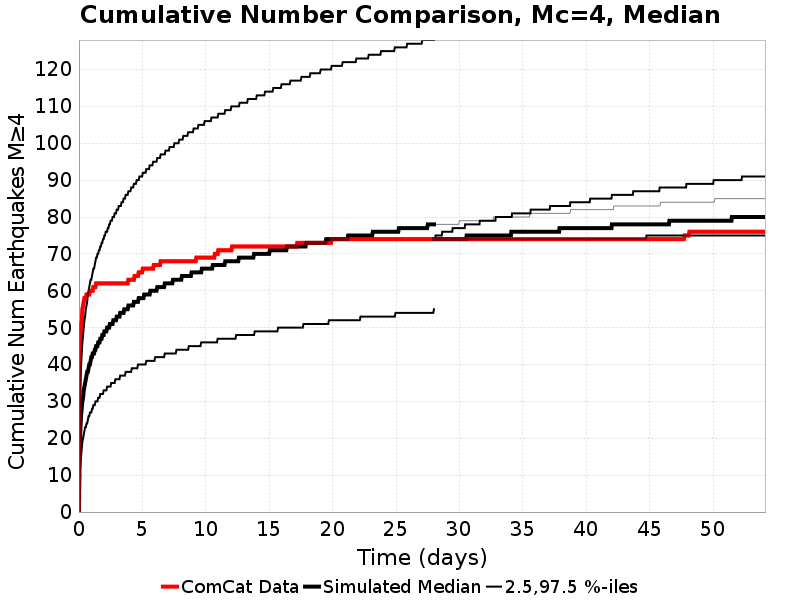 Cumulative Number Comparison, Mc=4, Median
Cumulative Num Earthquakes M≥4
120
110
100
90
80
70
60
50
40
30
20
10
0
0 5 10 15 20 25 30 35 40 45 50
Time (days)
ComCat Data Simulated Median 2.5,97.5 %-iles